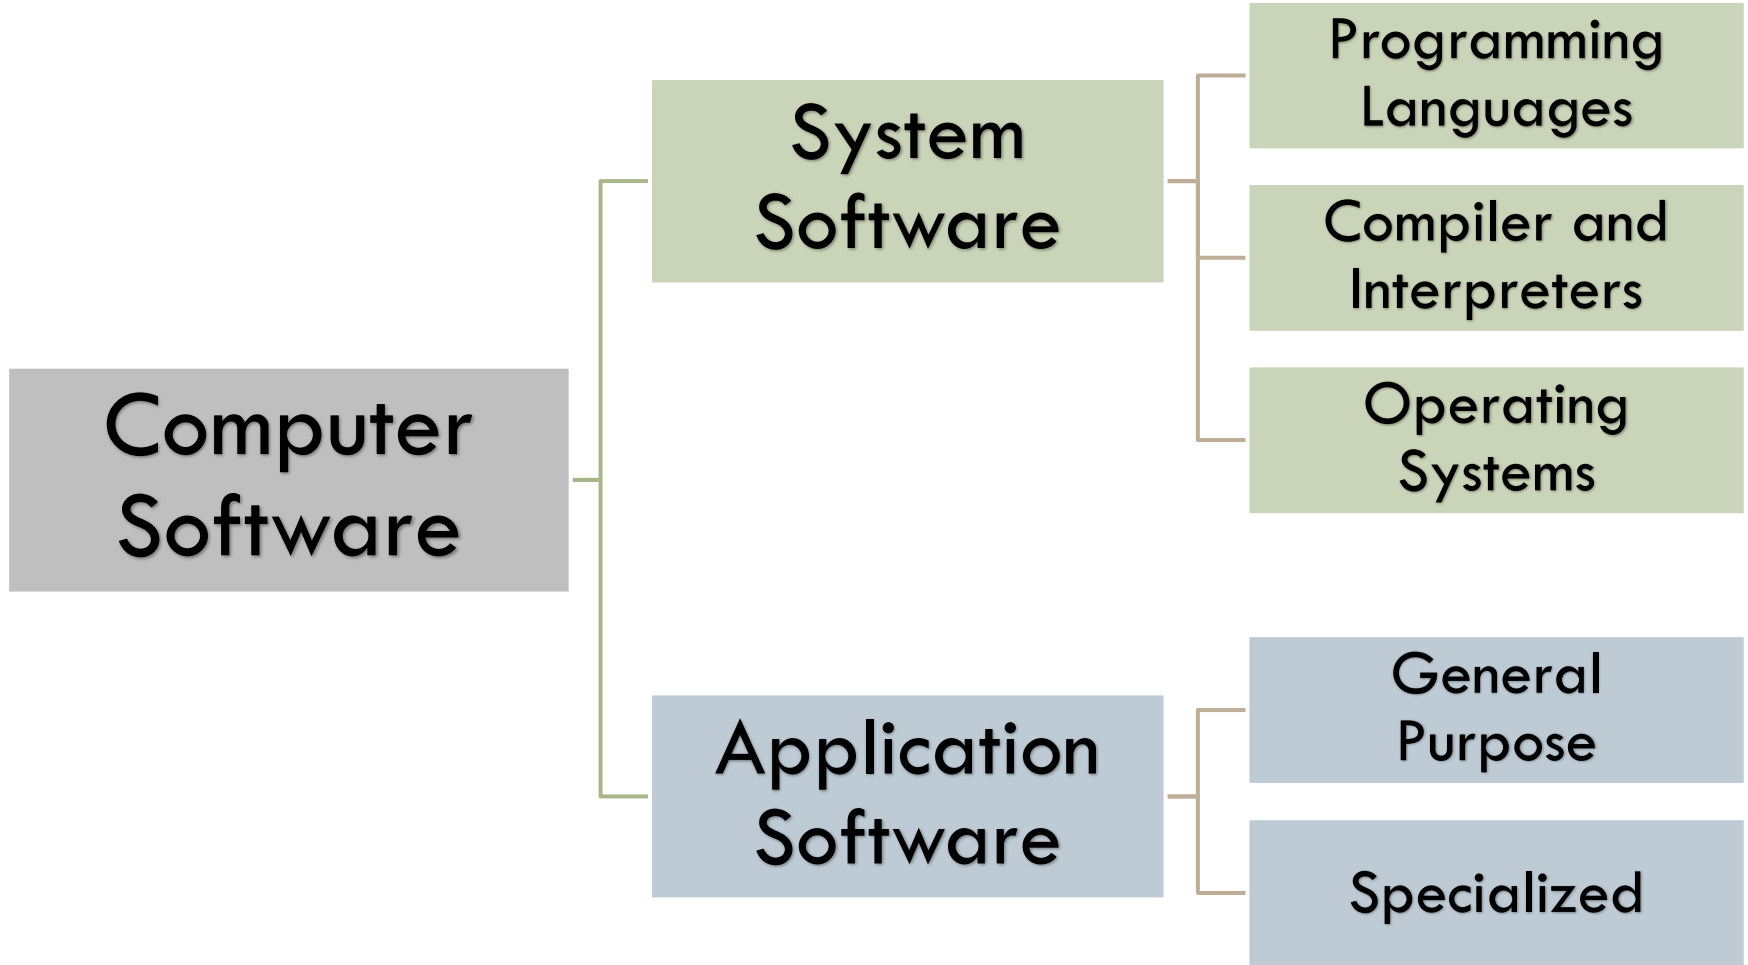 Computer
Software
System
Software
Programming
Languages
Compiler and
Interpreters
Operating
Systems
Application
Software
General
Purpose
Specialized